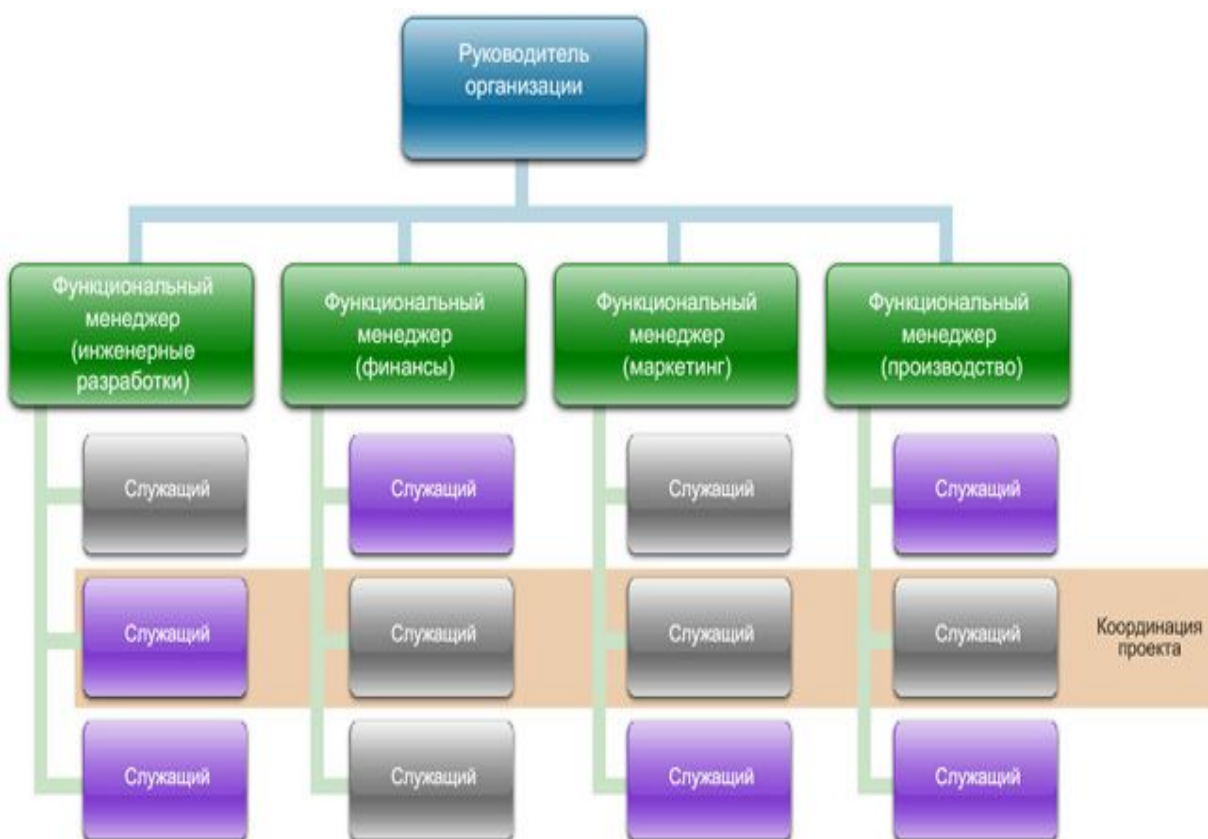 Руководитель
организации
Функциональный
менеджер
(инженерные
разработки)
Функциональный
менеджер
(финансы)
Функциональный
менеджер
(маркетинг)
Функциональный
менеджер
(производство)
Служащий
Служащий
Служащий
Служащий
Служащий
Служащий
Служащий
Служащий
Координация
проекта
Служащий
Служащий
Служащий
Служащий